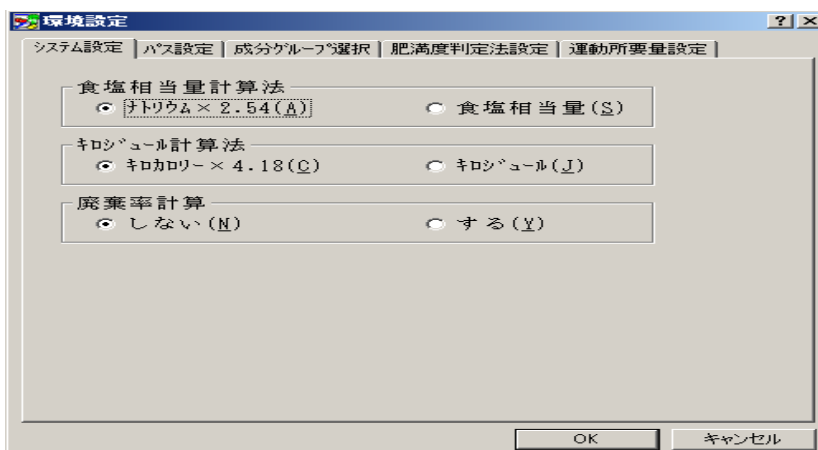 環境設定
システム設定 ﾊﾟｽ設定 成分ｸﾞﾙｰﾌﾟ選択 肥満度判定法設定 運動所要量設定
食塩相当量計算法
ﾅﾄﾘｳﾑ×2.54(A) 食塩相当量(S)
ｷﾛｼﾞｭｰﾙ計算法
ｷﾛｶﾛﾘｰ×4.18(C) ｷﾛｼﾞｭｰﾙ(J)
廃棄率計算
しない(N) する(Y)
OK キャンセル